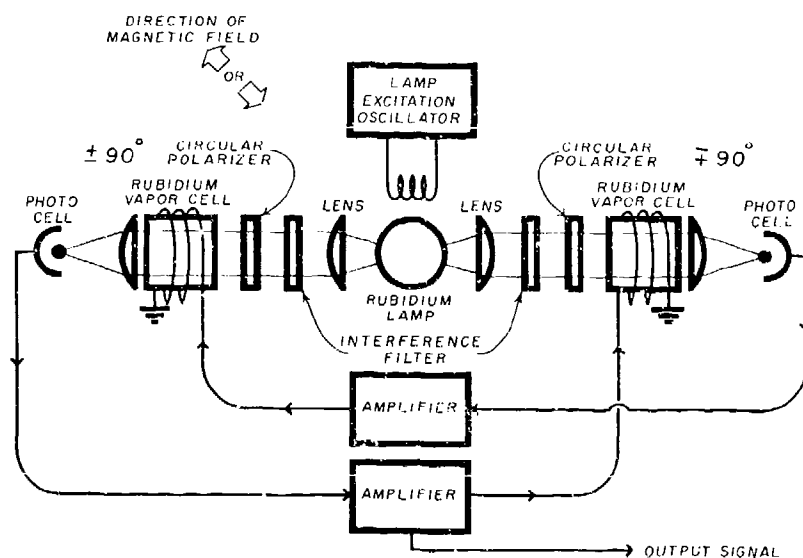 DIRECTION OF
MAGNETIC FIELD
OR
LAMP
EXCITATION
OSCILLATOR
± 90°
CIRCULAR
POLARIZER
CIRCULAR
POLARIZER
∓ 90°
PHOTO
CELL
RUBIDIUM
VAPOR CELL
LENS
LENS
RUBIDIUM
VAPOR CELL
PHOTO
CELL
RUBIDIUM
LAMP
INTERFERENCE
FILTER
AMPLIFIER
AMPLIFIER
OUTPUT SIGNAL